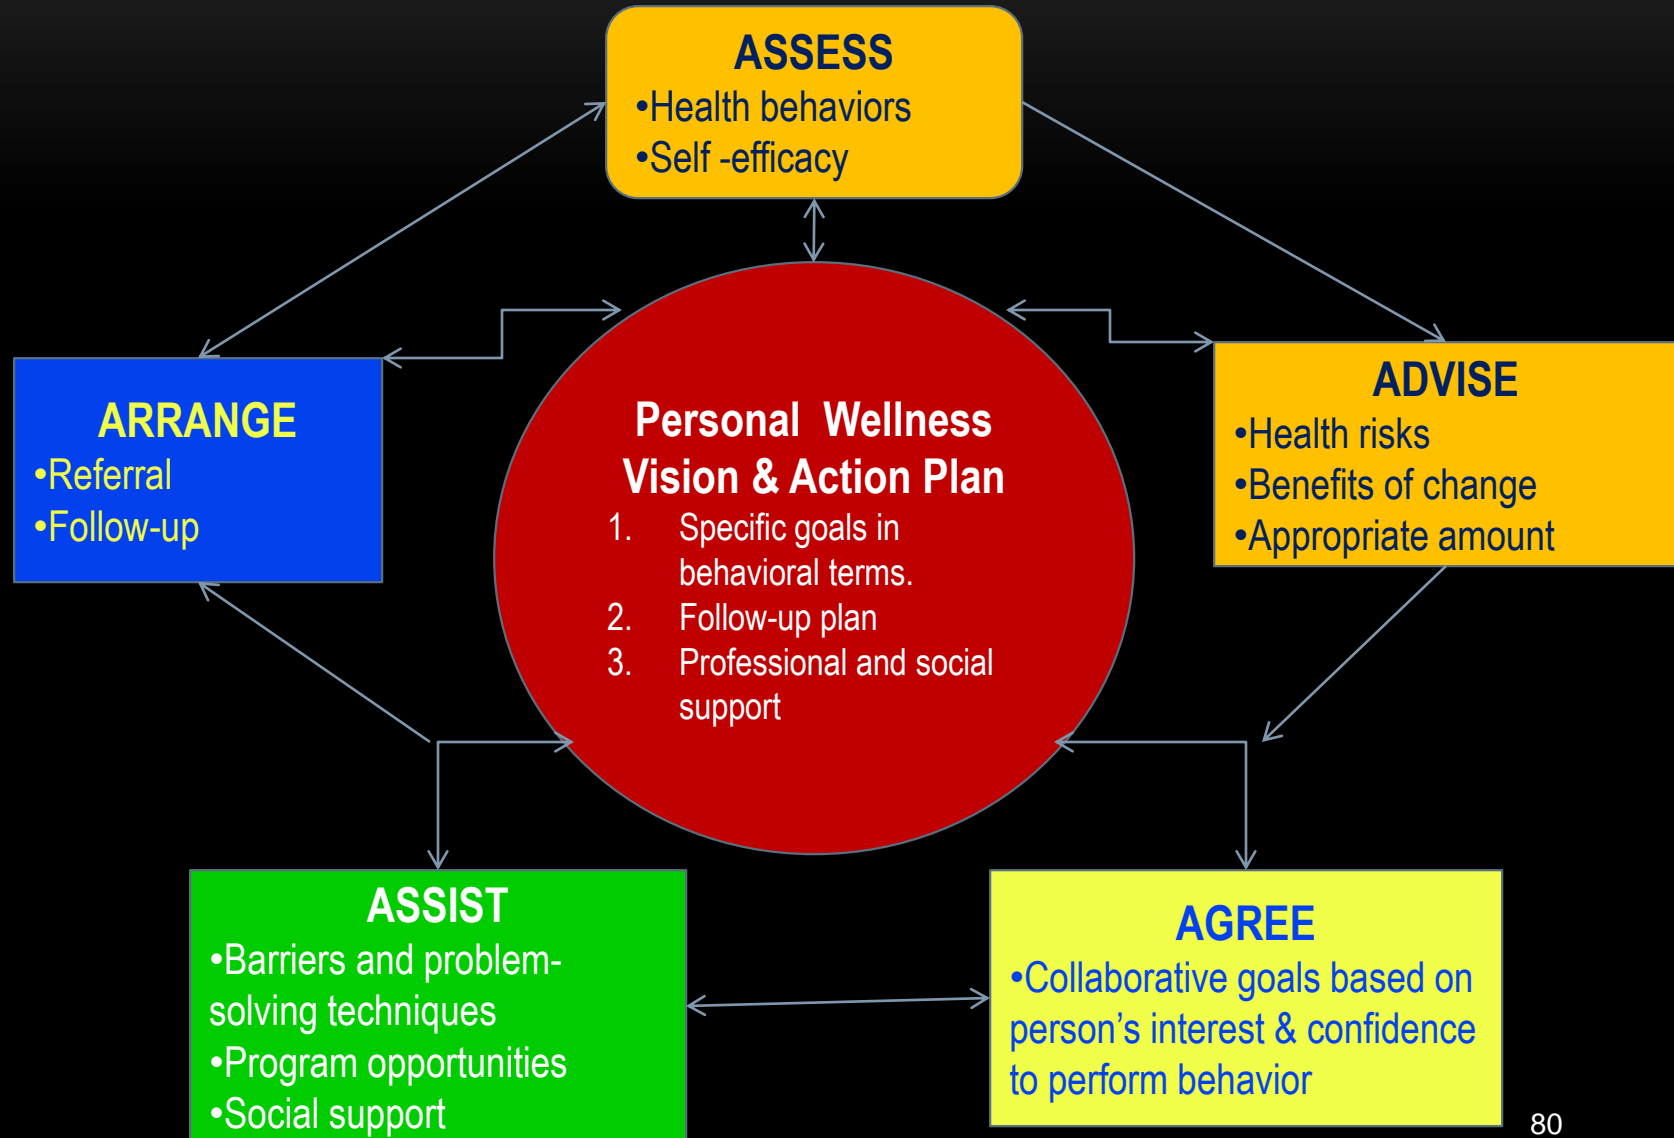 ASSESS
•Health behaviors
•Self -efficacy
ARRANGE
•Referral
•Follow-up
Personal Wellness
Vision & Action Plan
1. Specific goals in
behavioral terms.
2. Follow-up plan
3. Professional and social
support
ADVISE
•Health risks
•Benefits of change
•Appropriate amount
ASSIST
•Barriers and problem-
solving techniques
•Program opportunities
•Social support
AGREE
•Collaborative goals based on
person’s interest & confidence
to perform behavior
80